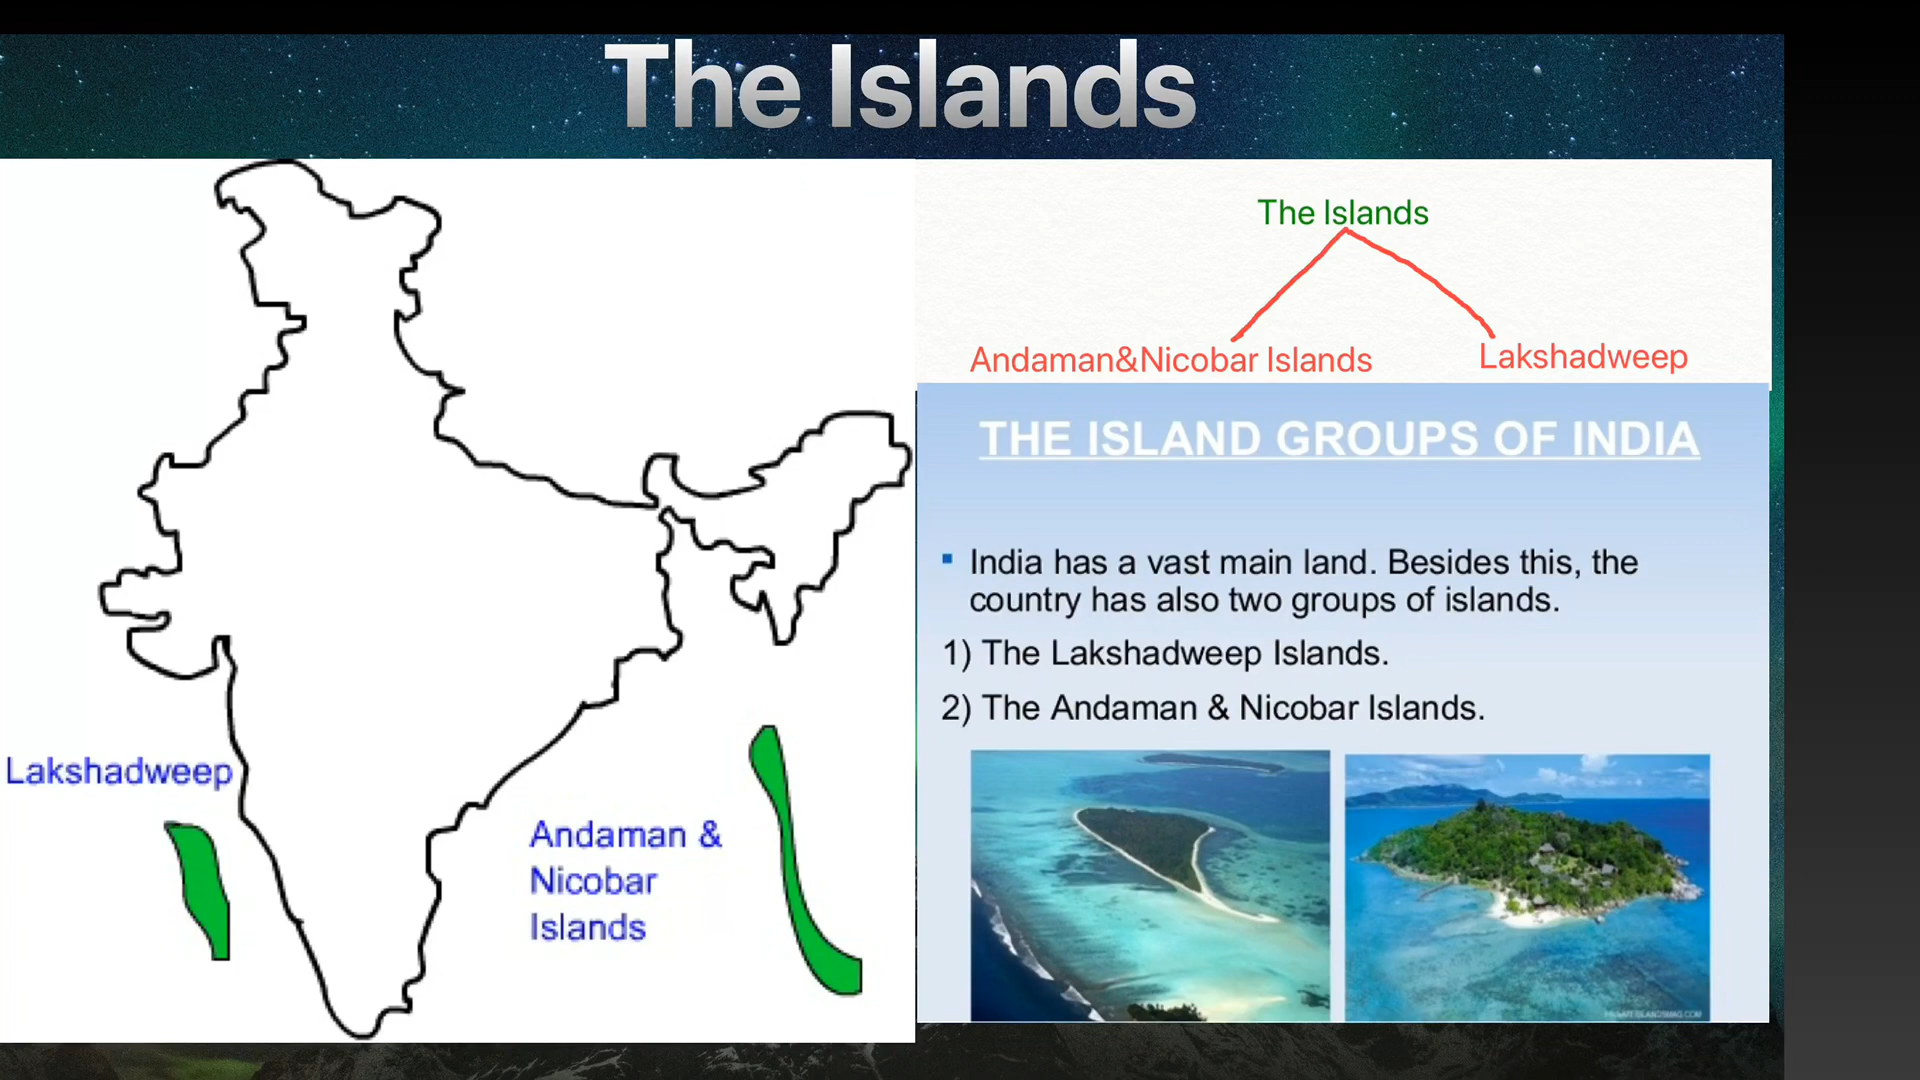 The Islands
Lakshadweep
Andaman &
Nicobar
Islands
The Islands
Andaman&Nicobar Islands
Lakshadweep
THE ISLAND GROUPS OF INDIA
India has a vast main land. Besides this, the
country has also two groups of islands.
1) The Lakshadweep Islands.
2) The Andaman & Nicobar Islands.